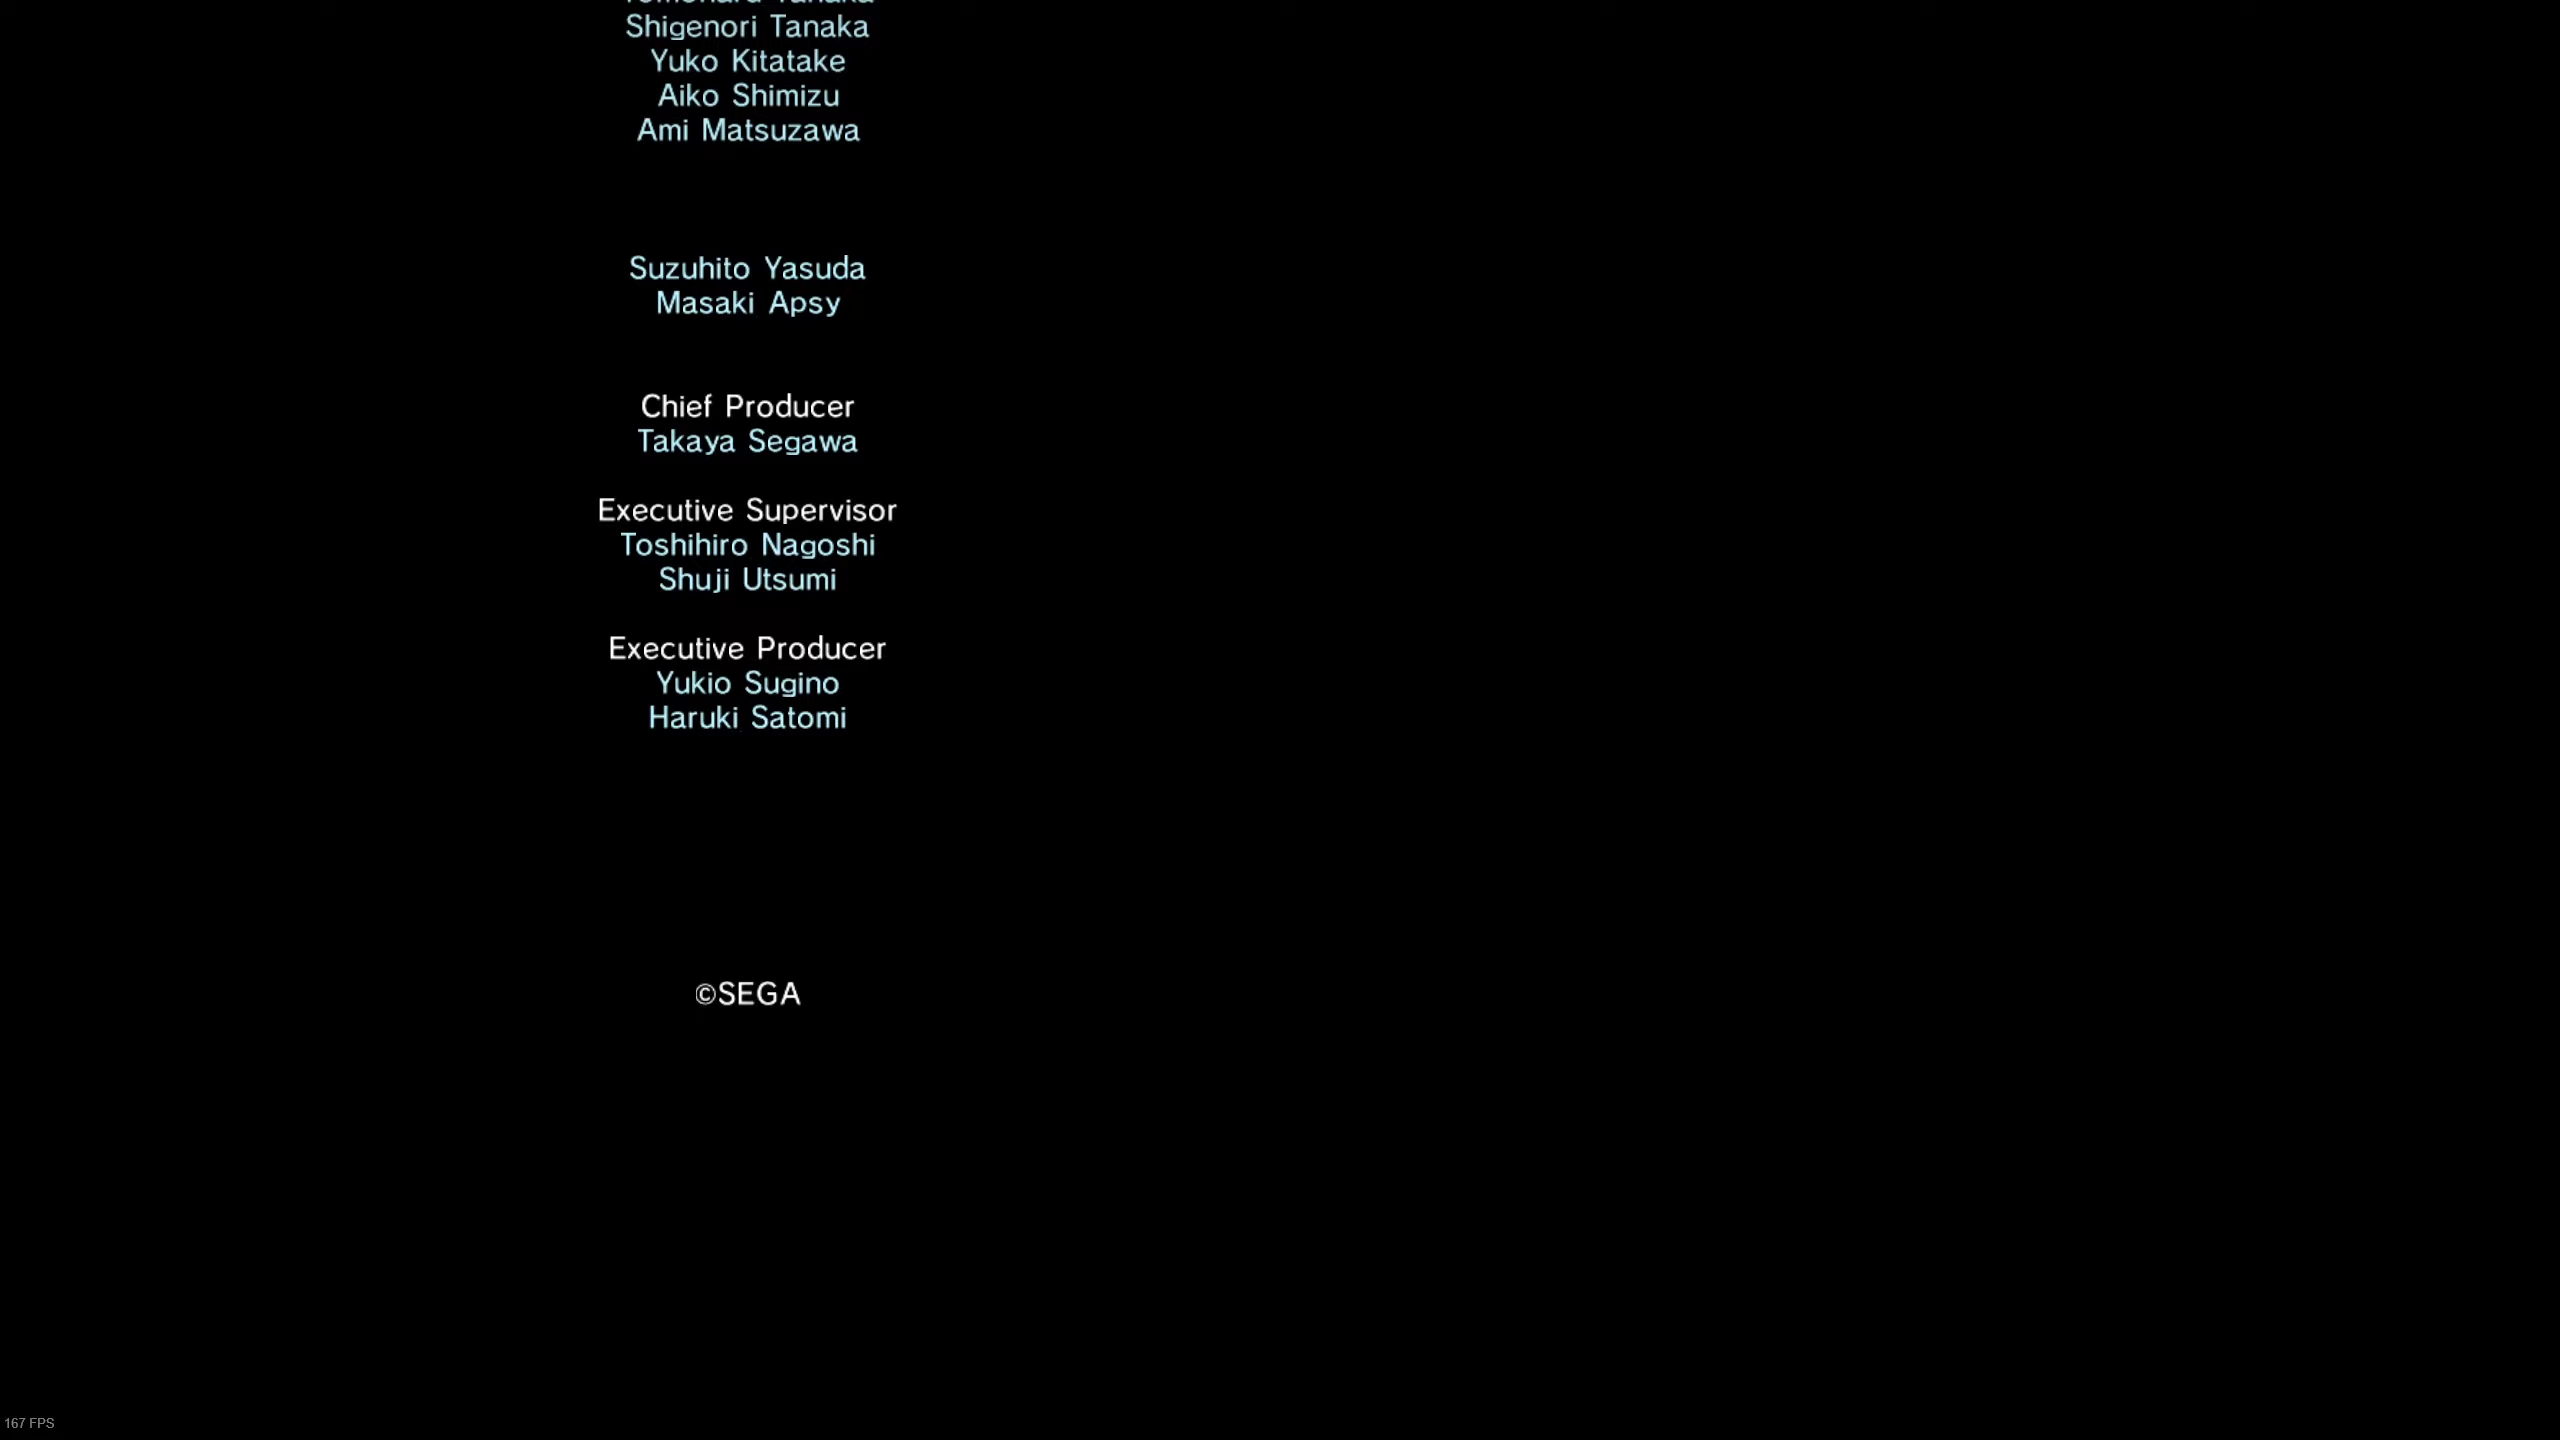 Shigenori Tanaka
Yuko Kitatake
Aiko Shimizu
Ami Matsuzawa
Suzuhito Yasuda
Masaki Apsy
Chief Producer
Takaya Segawa
Executive Supervisor
Toshihiro Nagoshi
Shuji Utsumi
Executive Producer
Yukio Sugino
Haruki Satomi
©SEGA
167 FPS